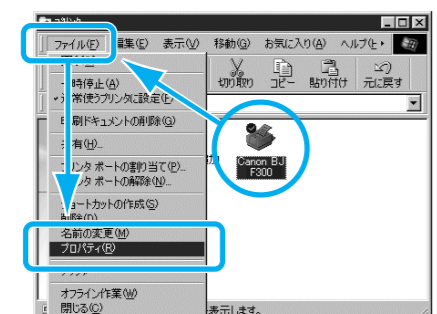 プリンタ
ファイル(F) 編集(E) 表示(V) 移動(G) お気に入り(A) ヘルプ(
切り取り コピー 貼り付け 元に戻す
一時停止(A)
通常使うプリンタに設定(E)
印刷ドキュメントの削除(G)
共有(H)...
プリンタ ポートの割り当て(P)...
プリンタ ポートの解除(N)...
ショートカットの作成(S)
削除(D)
名前の変更(M)
プロパティ(R)
オフライン作業(W)
閉じる(C)
Canon BJ
F300
表示します。